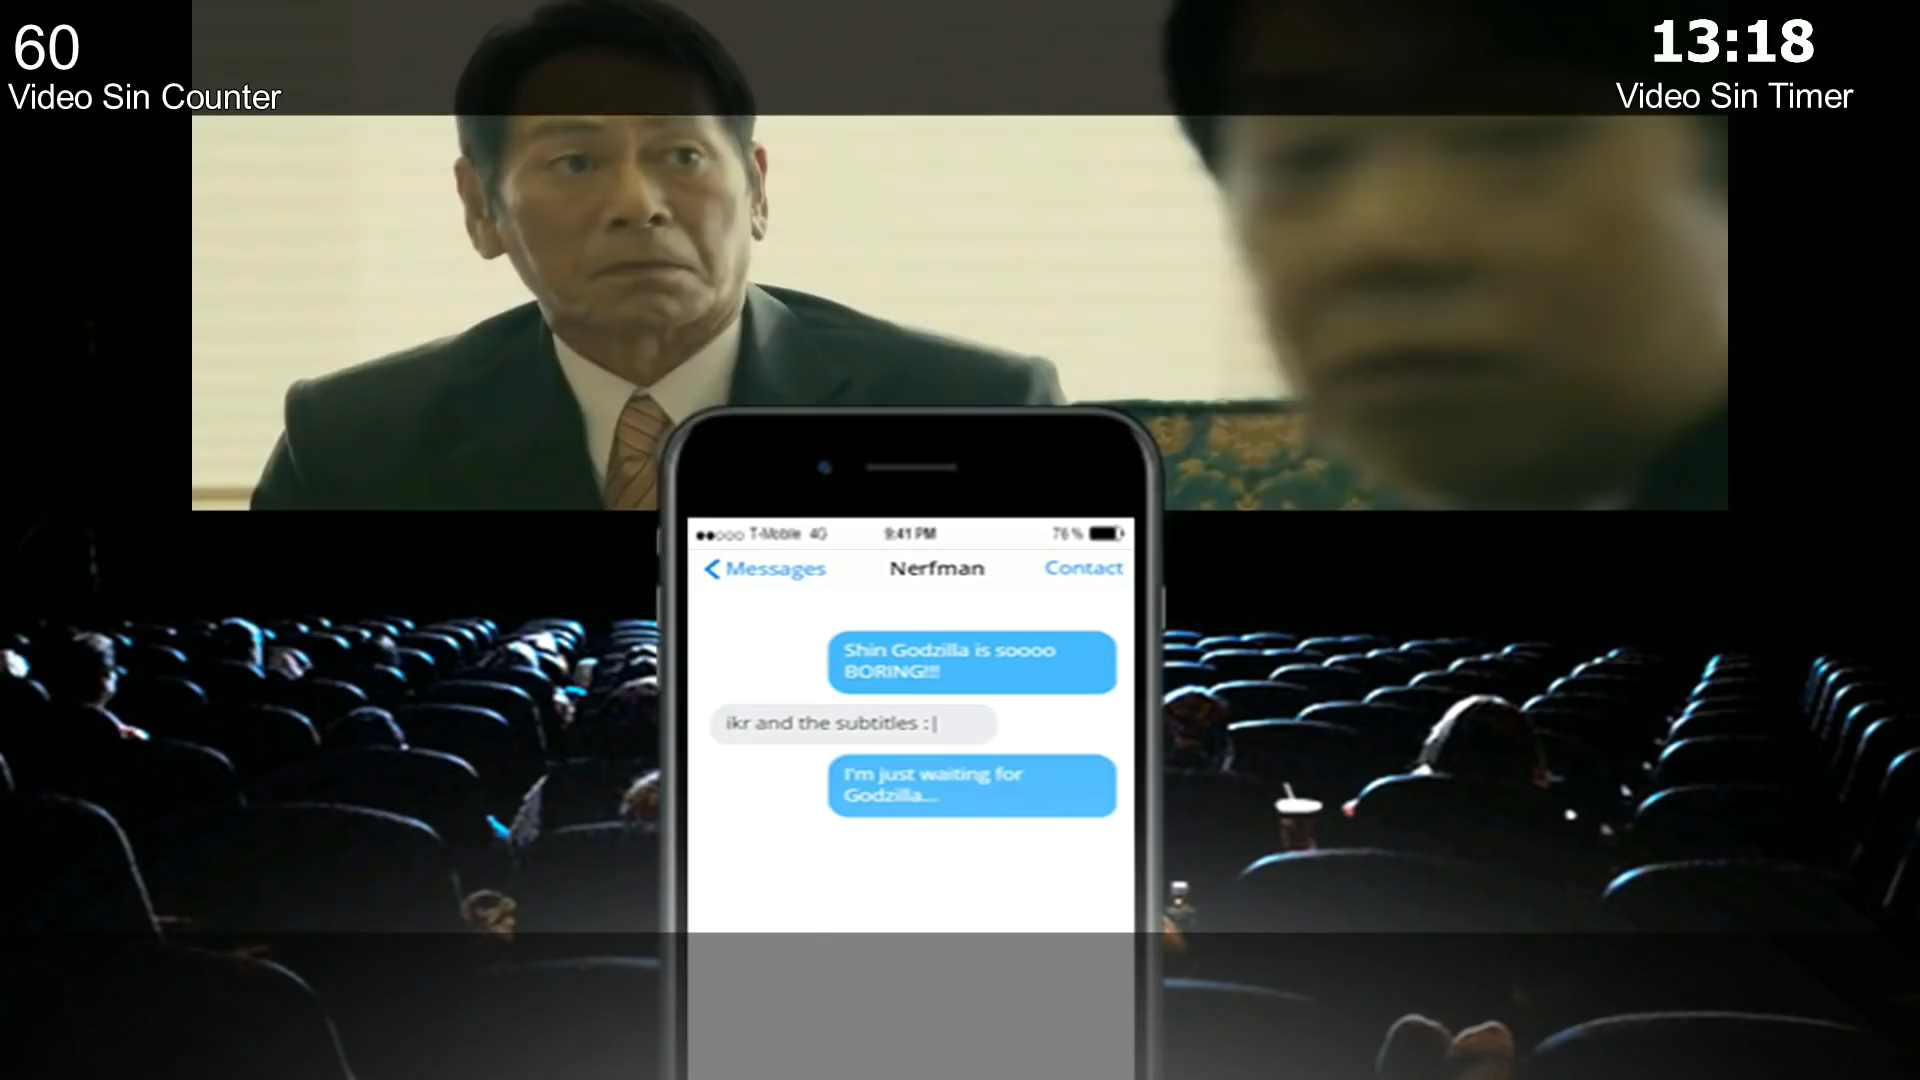 60
Video Sin Counter
13:18
Video Sin Timer
T-Mobile 4G 9:41 PM 76%
Messages Nerfman Contact
Shin Godzilla is soooo
BORING!!!
ikr and the subtitles :|
I'm just waiting for
Godzilla...